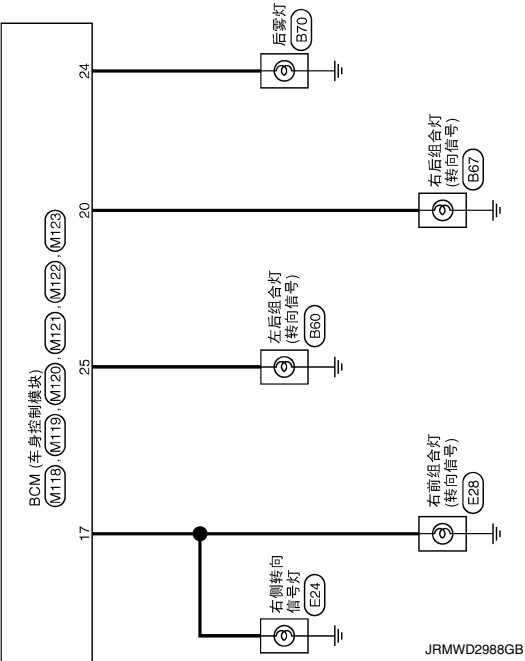 BCM (车身控制模块)
M118 , M119 , M120 , M121 , M122 , M123
24
后雾灯
B70
20
右后组合灯
(转向信号)
B67
25
左后组合灯
(转向信号)
B60
17
右前组合灯
(转向信号)
E28
右侧转向
信号灯
E24
JRMWD2988GB